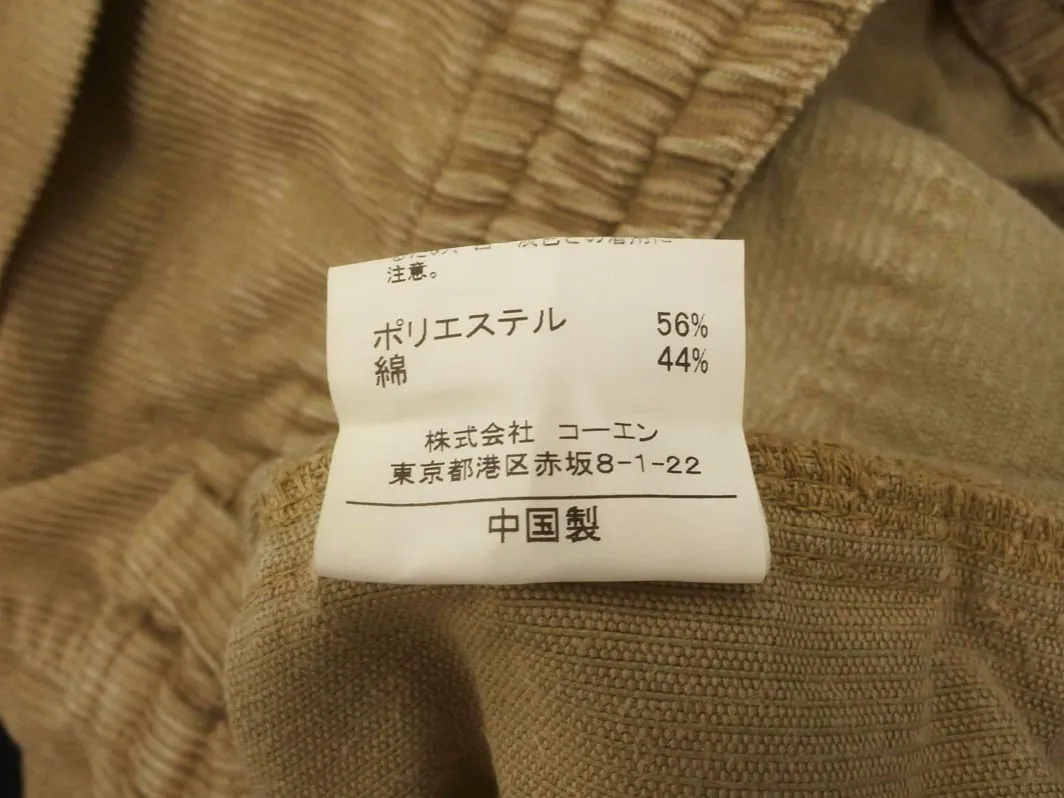 注意。
ポリエステル 56%
綿 44%
株式会社 コーエン
東京都港区赤坂8-1-22
中国製